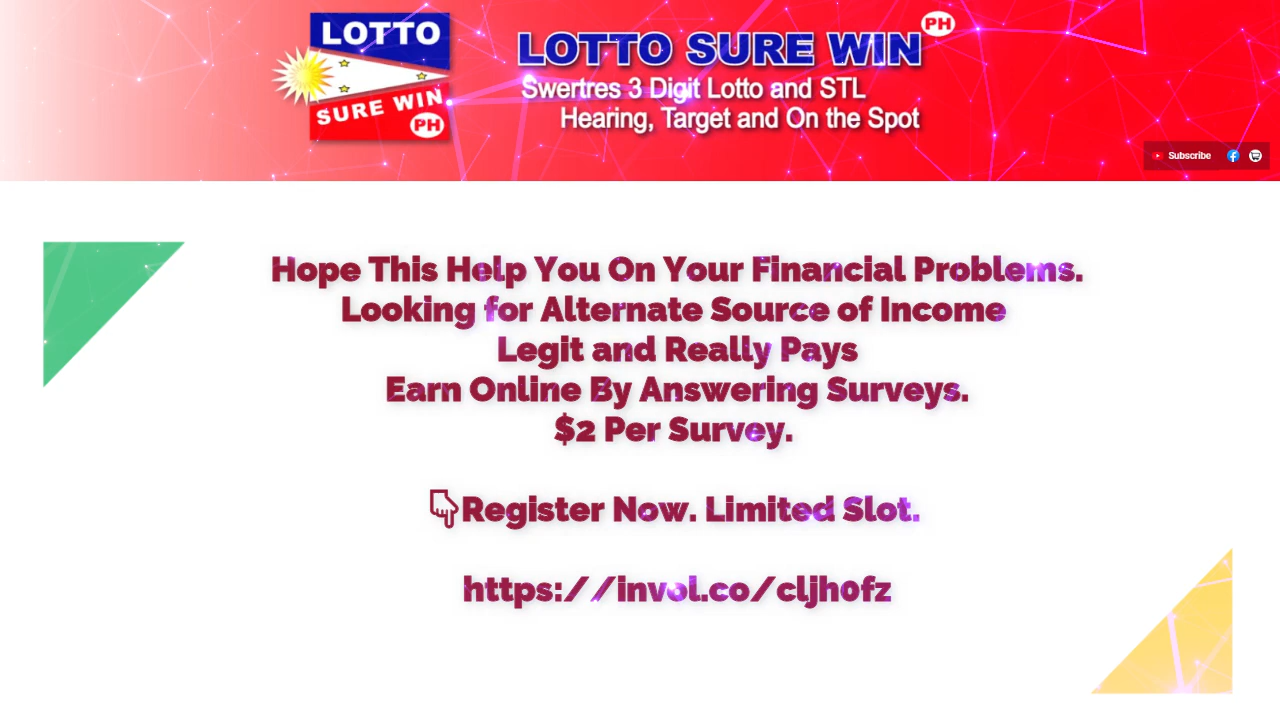 LOTTO
SURE WIN
PH
LOTTO SURE WIN PH
Swertres 3 Digit Lotto and STL
Hearing, Target and On the Spot
Subscribe
Hope This Help You On Your Financial Problems.
Looking for Alternate Source of Income
Legit and Really Pays
Earn Online By Answering Surveys.
$2 Per Survey.
👇Register Now. Limited Slot.
https://invol.co/cljh0fz